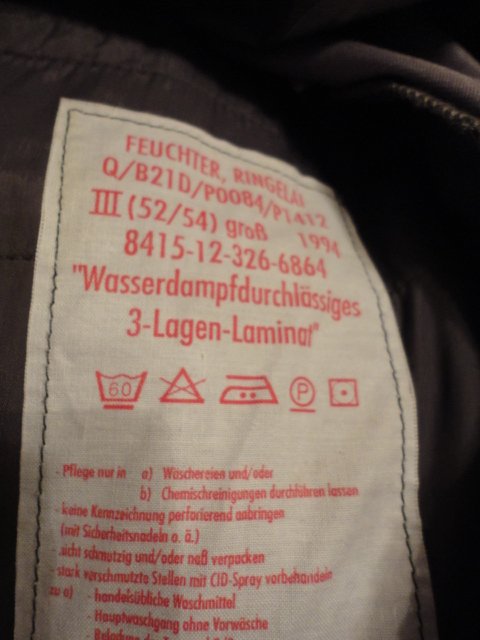 FEUCHTER, RINGELAI
Q/B21D/P0084/P1412
III (52/54) groß 1994
8415-12-326-6864
"Wasserdampfdurchlässiges
3-Lagen-Laminat"
60 P
- Pflege nur in a) Wäschereien und/oder
b) Chemischreinigungen durchführen lassen
- keine Kennzeichnung perforierend anbringen
(mit Sicherheitsnadeln o. ä.)
- nicht schmutzig und/oder naß verpacken
- stark verschmutzte Stellen mit CID-Spray vorbehandeln
zu a) - handelsübliche Waschmittel
- Hauptwaschgang ohne Vorwäsche